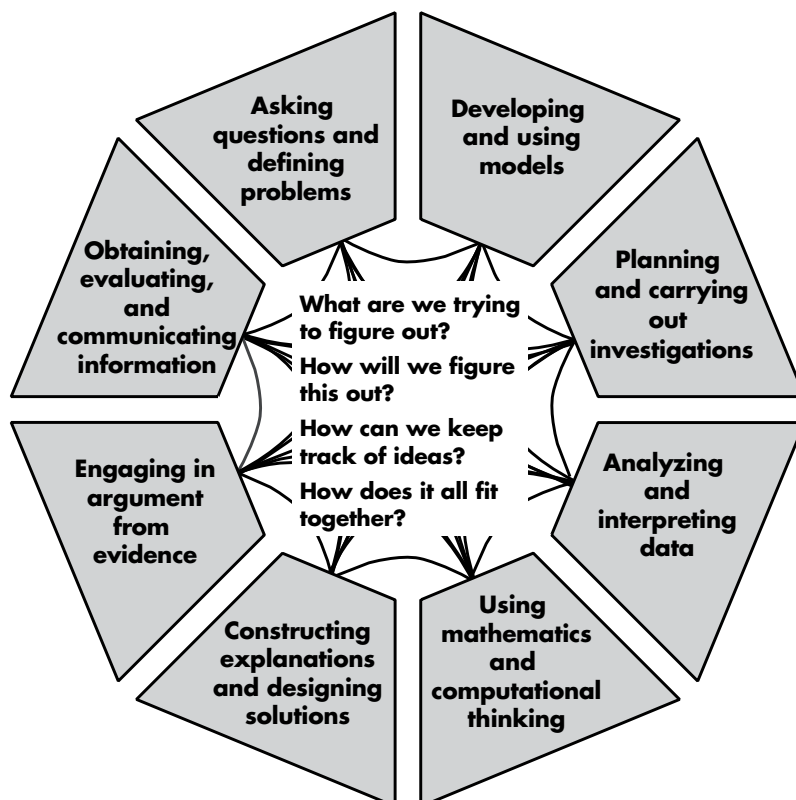 Asking
questions and
defining
problems
Developing
and using
models
Planning
and carrying
out
investigations
Analyzing
and
interpreting
data
Using
mathematics
and
computational
thinking
Constructing
explanations
and designing
solutions
Engaging in
argument
from
evidence
Obtaining,
evaluating,
and
communicating
information
What are we trying
to figure out?
How will we figure
this out?
How can we keep
track of ideas?
How does it all fit
together?